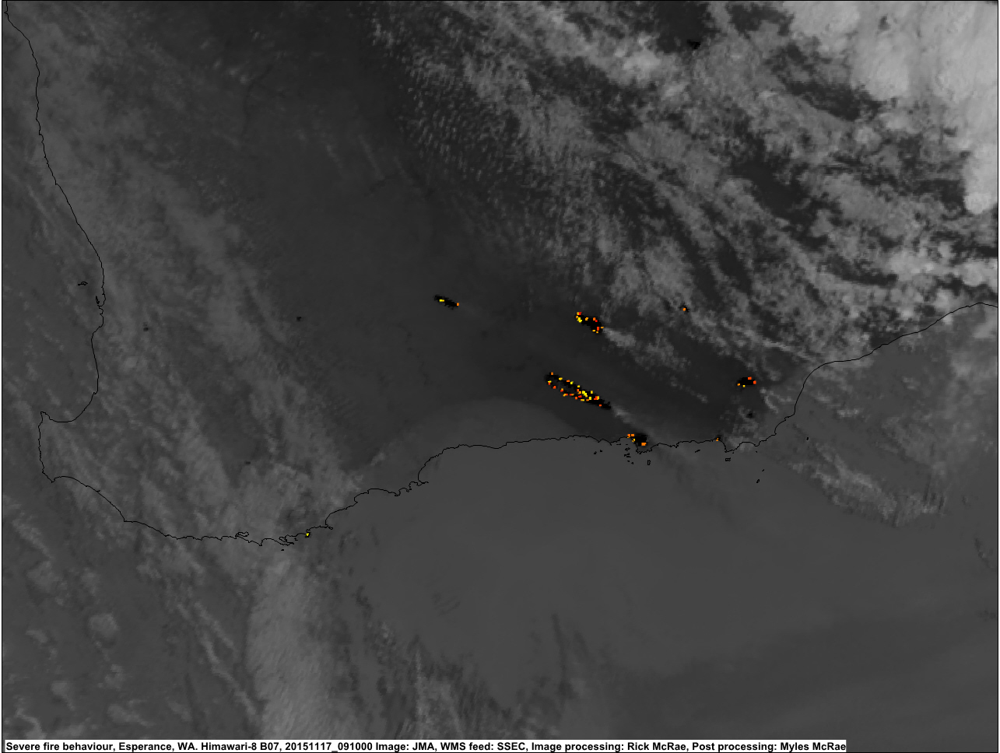 Severe fire behaviour, Esperance, WA. Himawari-8 B07, 20151117_091000 Image: JMA, WMS feed: SSEC, Image processing: Rick McRae, Post processing: Myles McRae